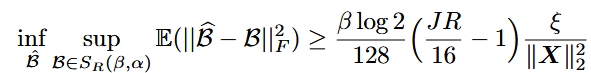 $$\inf_{\hat{\mathcal{B}}} \sup_{\mathcal{B} \in S_R(\beta, \alpha)} \mathbb{E}(||\widehat{\mathcal{B}} - \mathcal{B}||_F^2) \geq \frac{\beta \log 2}{128} \left( \frac{JR}{16} - 1 \right) \frac{\xi}{\|\boldsymbol{X}\|_2^2}$$